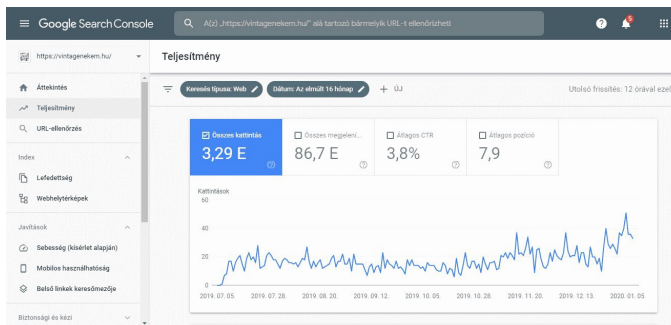 Google Search Console
A(z) „https://vintagenekem.hu/” alá tartozó bármelyik URL-t ellenőrizheti
https://vintagenekem.hu/
Teljesítmény
Áttekintés
Teljesítmény
URL-ellenőrzés
Index
Lefedettség
Webhelytérképek
Javítások
Sebesség (kísérlet alapján)
Mobilos használhatóság
Belső linkek keresőmezője
Biztonsági és kézi
Keresés típusa: Web
Dátum: Az elmúlt 16 hónap
+ ÚJ
Utolsó frissítés: 12 órával ezel
Összes kattintás
3,29 E
Összes megjelení...
86,7 E
Átlagos CTR
3,8%
Átlagos pozíció
7,9
Kattintások
60
40
20
0
2019. 07. 05.
2019. 07. 28.
2019. 08. 20.
2019. 09. 12.
2019. 10. 05.
2019. 10. 28.
2019. 11. 20.
2019. 12. 13.
2020. 01. 05.